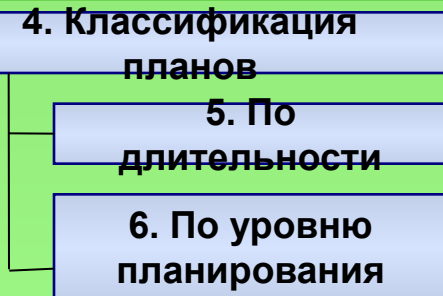 4. Классификация
планов
5. По
длительности
6. По уровню
планирования